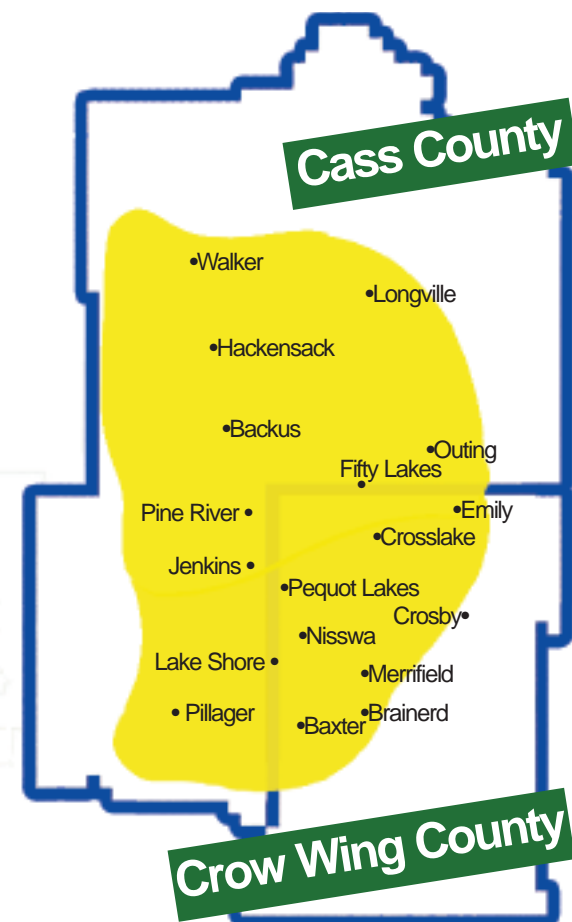 Cass County
Walker
Longville
Hackensack
Backus
Outing
Fifty Lakes
Pine River
Emily
Crosslake
Jenkins
Pequot Lakes
Crosby
Nisswa
Lake Shore
Merrifield
Pillager
Brainerd
Baxter
Crow Wing County